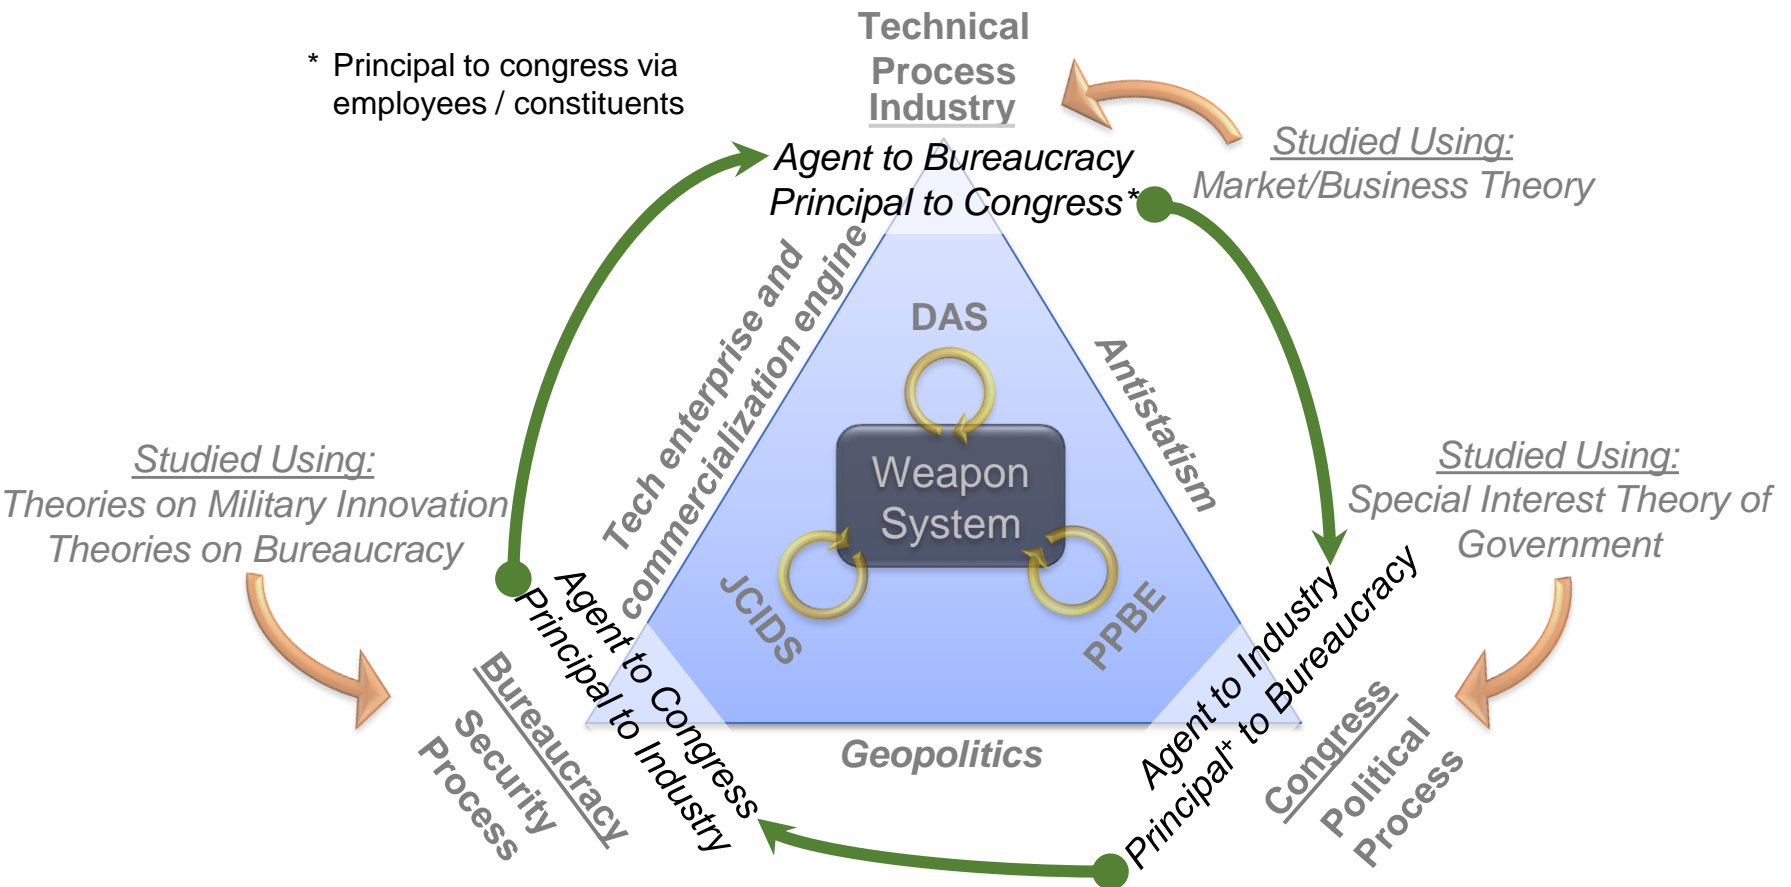 Technical
Process
Industry
* Principal to congress via
employees / constituents
Agent to Bureaucracy
Principal to Congress*
Studied Using:
Market/Business Theory
Tech enterprise and
commercialization engine
DAS
Antistatism
Weapon
System
JCIDS
PPBE
Studied Using:
Theories on Military Innovation
Theories on Bureaucracy
Studied Using:
Special Interest Theory of
Government
Agent to Congress
Principal to Industry
Bureaucracy
Security
Process
Geopolitics
Agent to Industry
Principal+ to Bureaucracy
Congress
Political
Process